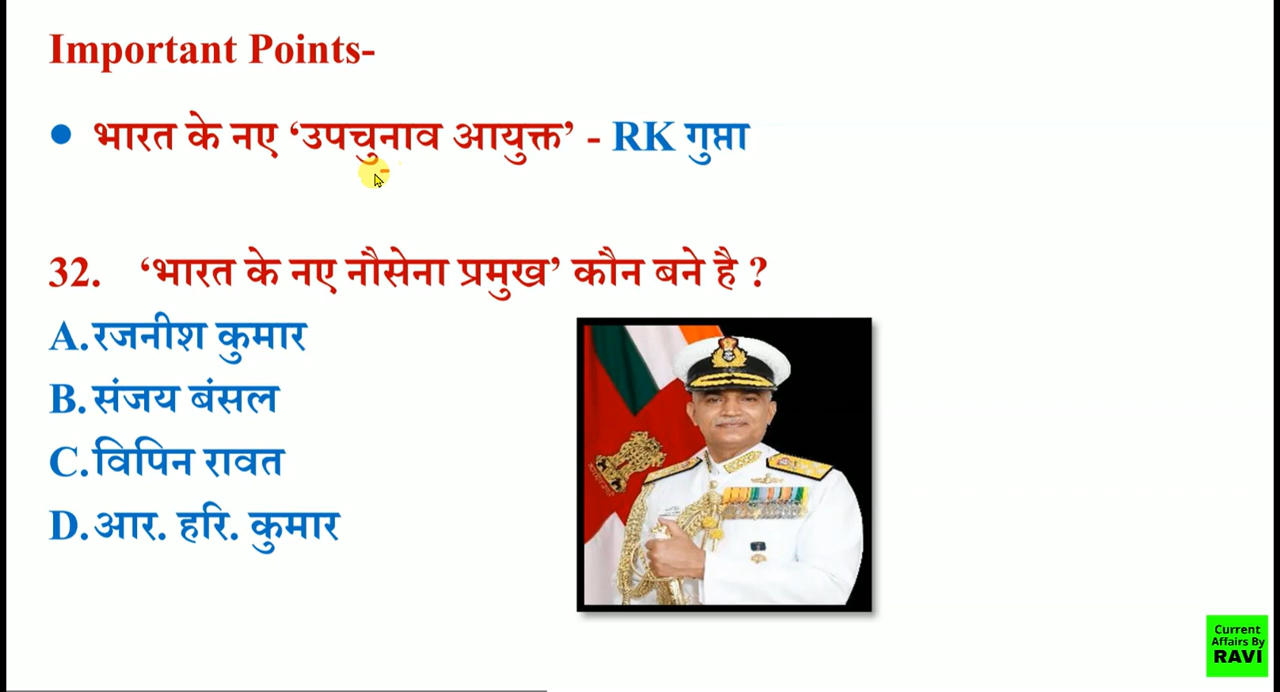 Important Points-
• भारत के नए ‘उपचुनाव आयुक्त’ - RK गुप्ता
32. ‘भारत के नए नौसेना प्रमुख’ कौन बने है ?
A.रजनीश कुमार
B.संजय बंसल
C.विपिन रावत
D.आर. हरि. कुमार
Current
Affairs By
RAVI